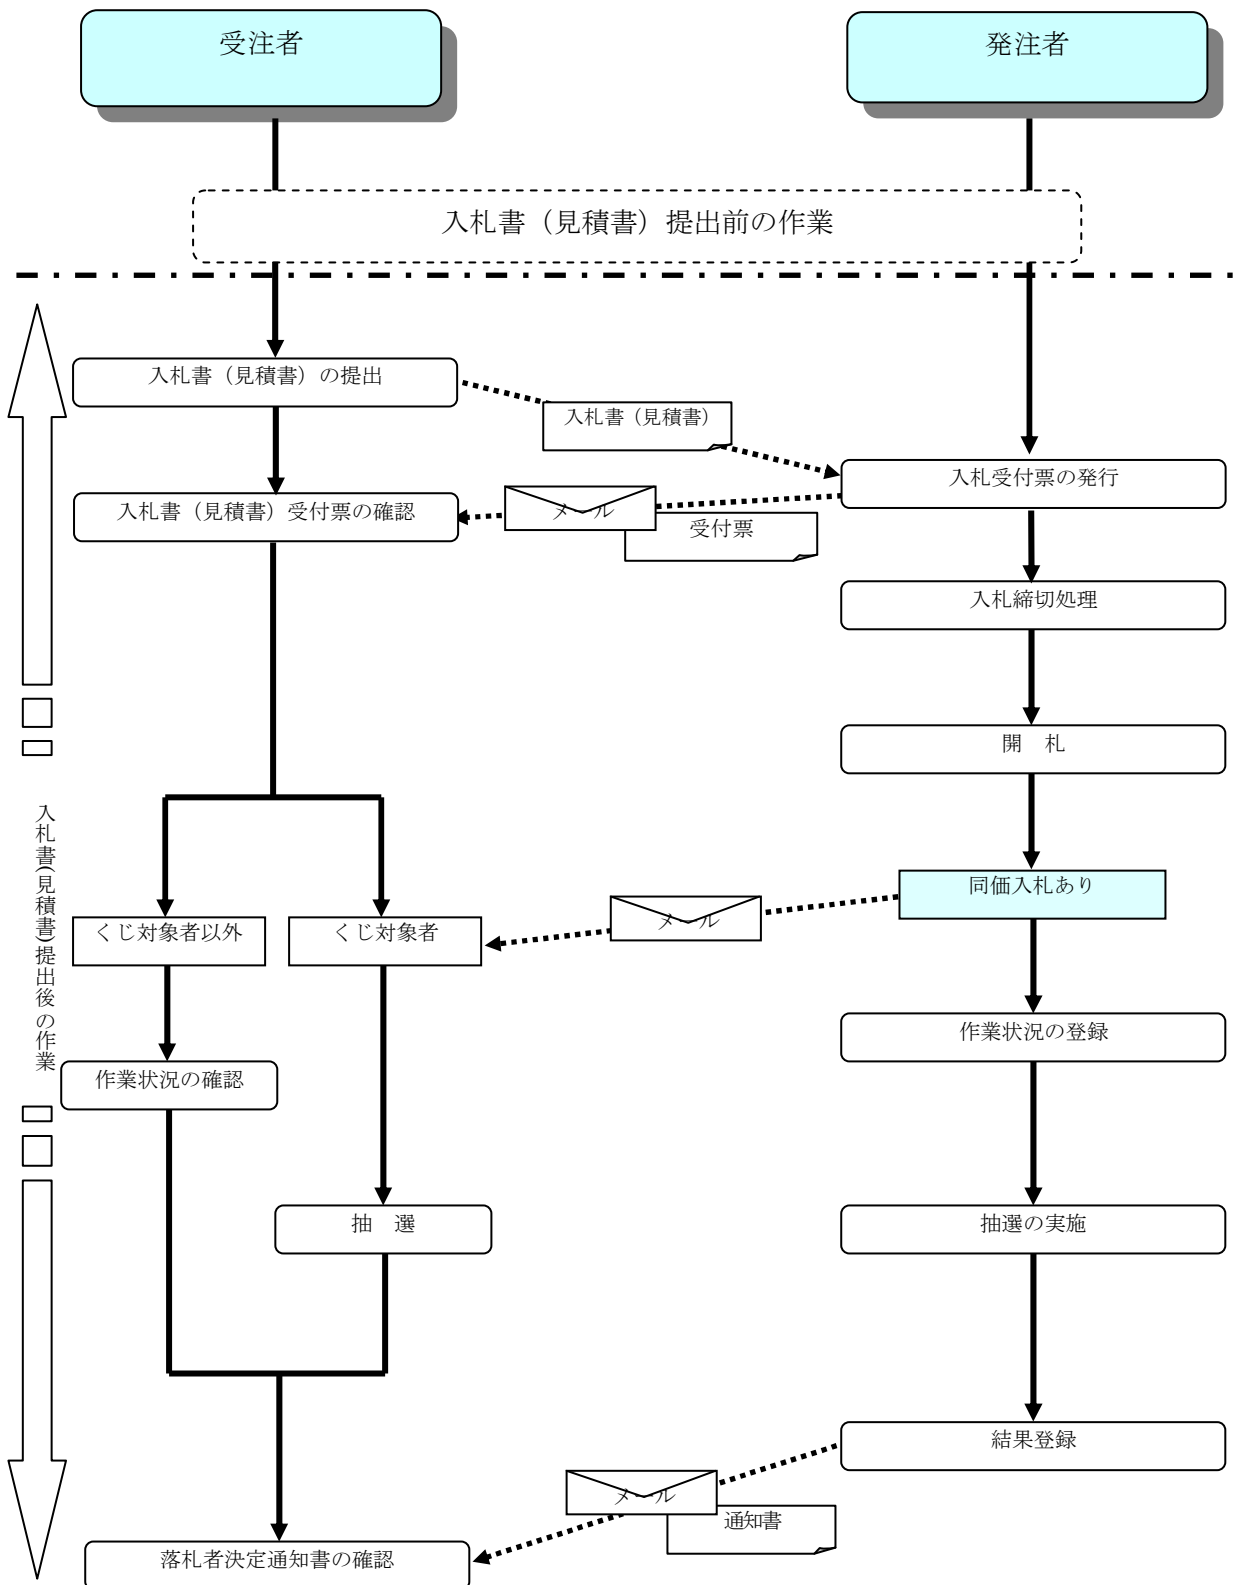 受注者
発注者
入札書（見積書）提出前の作業
入札書（見積書）の提出
入札書（見積書）
入札受付票の発行
入札書（見積書）受付票の確認
メール
受付票
入札締切処理
開　札
入札書(見積書)提出後の作業
同価入札あり
メール
くじ対象者以外
くじ対象者
作業状況の登録
作業状況の確認
抽　選
抽選の実施
結果登録
メール
通知書
落札者決定通知書の確認